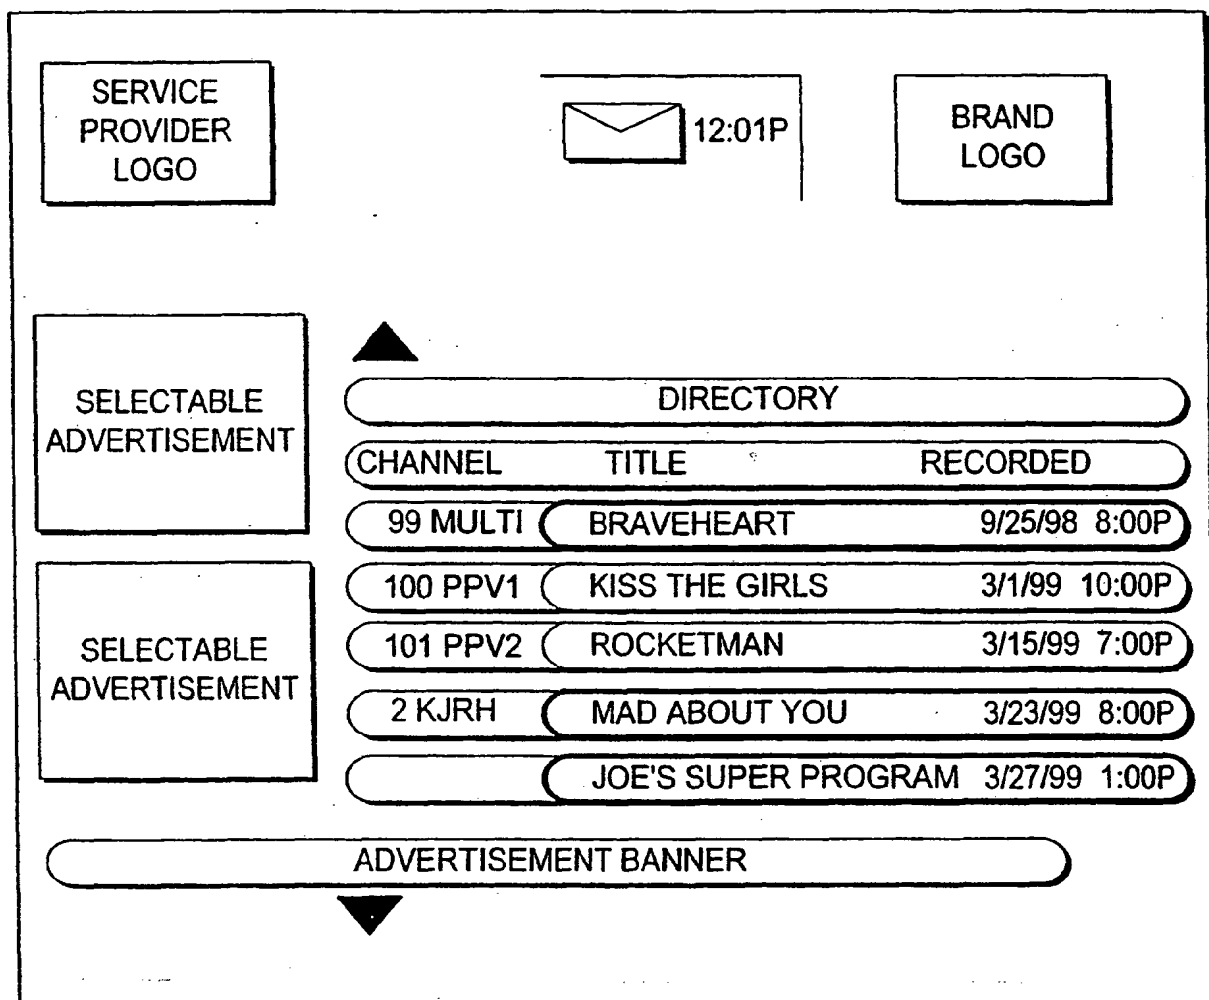 SERVICE
PROVIDER
LOGO
12:01P
BRAND
LOGO
SELECTABLE
ADVERTISEMENT
SELECTABLE
ADVERTISEMENT
DIRECTORY
CHANNEL TITLE RECORDED
99 MULTI BRAVEHEART 9/25/98 8:00P
100 PPV1 KISS THE GIRLS 3/1/99 10:00P
101 PPV2 ROCKETMAN 3/15/99 7:00P
2 KJRH MAD ABOUT YOU 3/23/99 8:00P
JOE'S SUPER PROGRAM 3/27/99 1:00P
ADVERTISEMENT BANNER